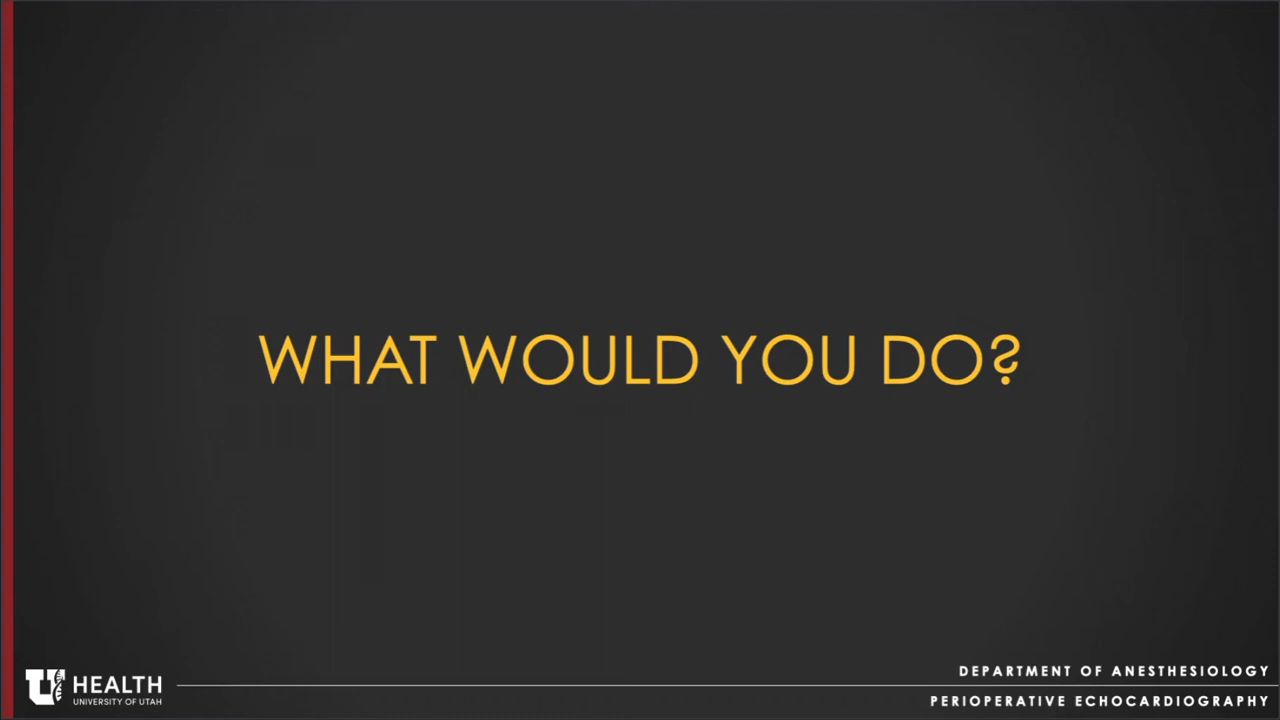 WHAT WOULD YOU DO?
U HEALTH
UNIVERSITY OF UTAH
DEPARTMENT OF ANESTHESIOLOGY
PERIOPERATIVE ECHOCARDIOGRAPHY